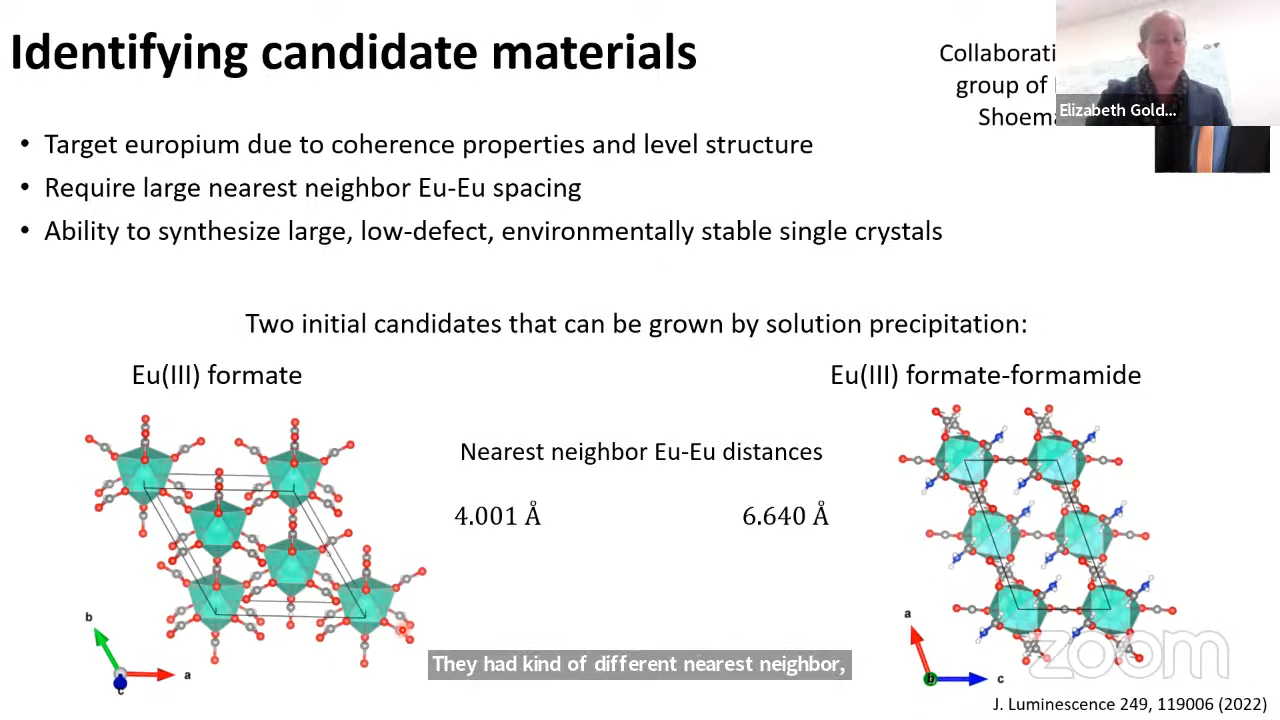 Identifying candidate materials
Collaborati
group of
Shoema
Elizabeth Gold...
• Target europium due to coherence properties and level structure
• Require large nearest neighbor Eu-Eu spacing
• Ability to synthesize large, low-defect, environmentally stable single crystals
Two initial candidates that can be grown by solution precipitation:
Eu(III) formate
Eu(III) formate-formamide
Nearest neighbor Eu-Eu distances
4.001 Å
6.640 Å
b
a
c
a
b
c
They had kind of different nearest neighbor,
zoom
J. Luminescence 249, 119006 (2022)